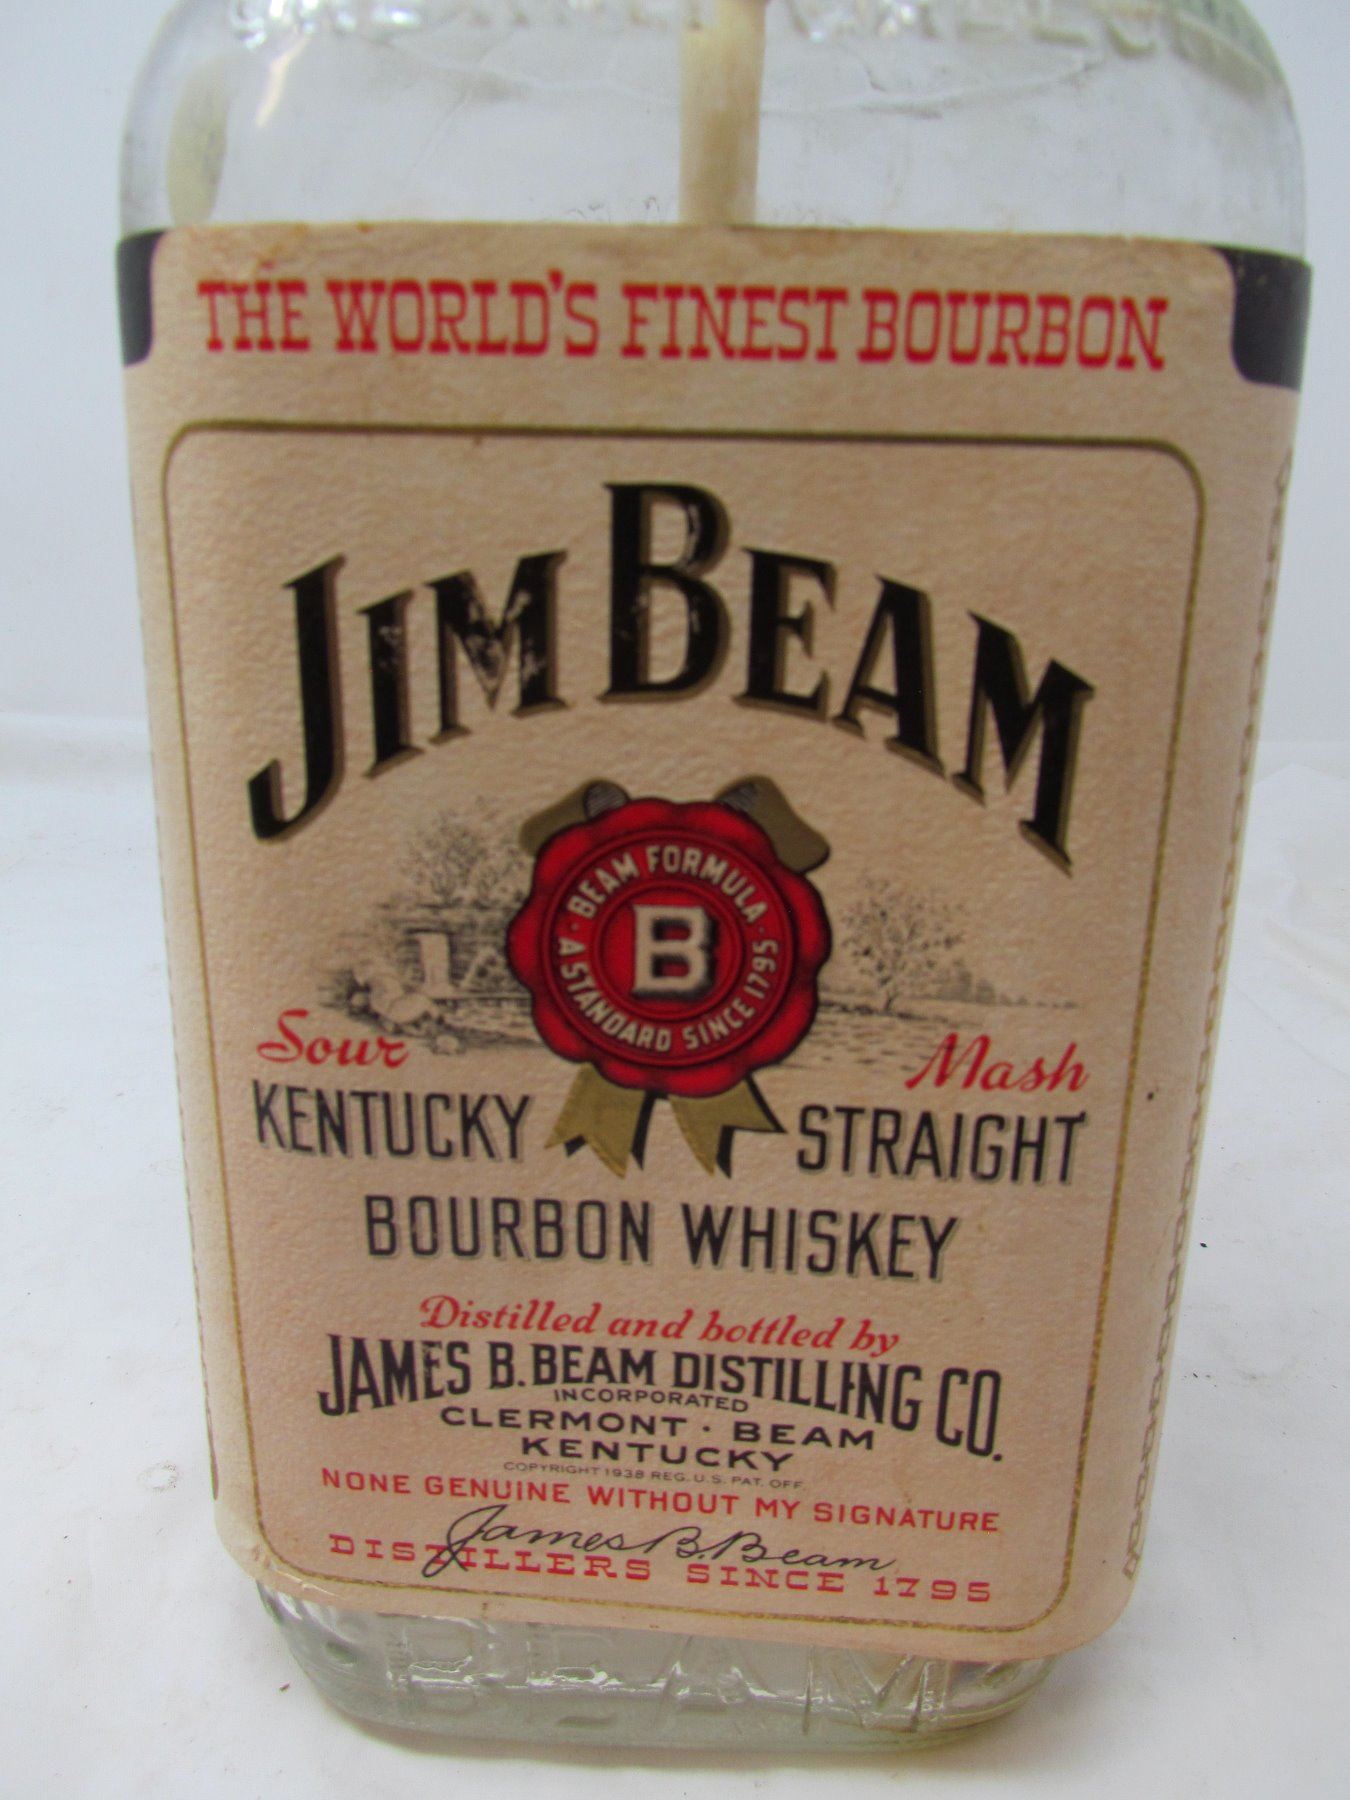 THE WORLD'S FINEST BOURBON
JIM BEAM
BEAM FORMULA
B
A STANDARD SINCE 1795
Sour Mash
KENTUCKY STRAIGHT
BOURBON WHISKEY
Distilled and bottled by
JAMES B. BEAM DISTILLING CO.
INCORPORATED
CLERMONT · BEAM
KENTUCKY
COPYRIGHT 1938 REG. U.S. PAT. OFF.
NONE GENUINE WITHOUT MY SIGNATURE
James B. Beam
DISTILLERS SINCE 1795
BEAM